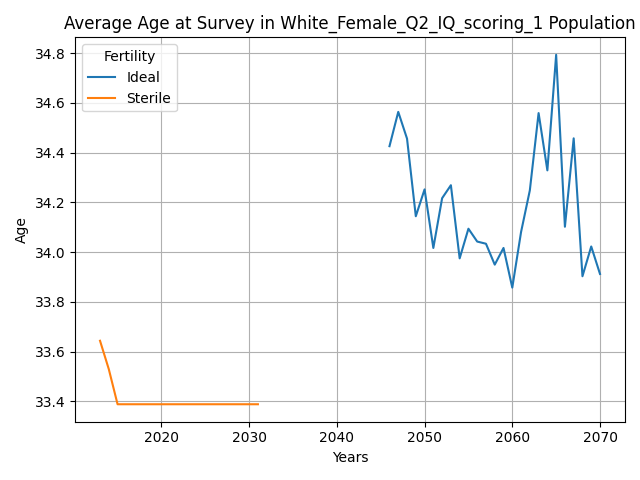 Average Age at Survey in White_Female_Q2_IQ_scoring_1 Population
Fertility
Ideal
Sterile
34.8
34.6
34.4
34.2
34.0
33.8
33.6
33.4
Age
2020
2030
2040
2050
2060
2070
Years